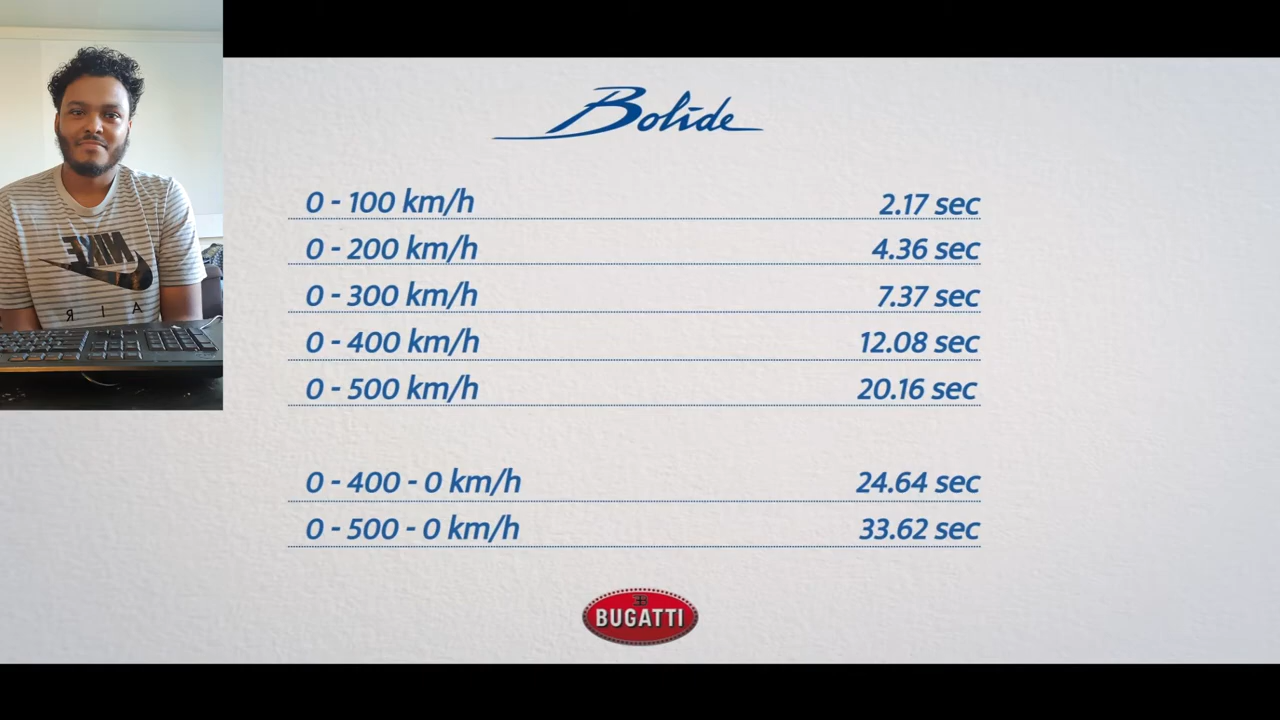 Bolide
0 - 100 km/h 2.17 sec
0 - 200 km/h 4.36 sec
0 - 300 km/h 7.37 sec
0 - 400 km/h 12.08 sec
0 - 500 km/h 20.16 sec
0 - 400 - 0 km/h 24.64 sec
0 - 500 - 0 km/h 33.62 sec
BUGATTI
NIKE
AIR